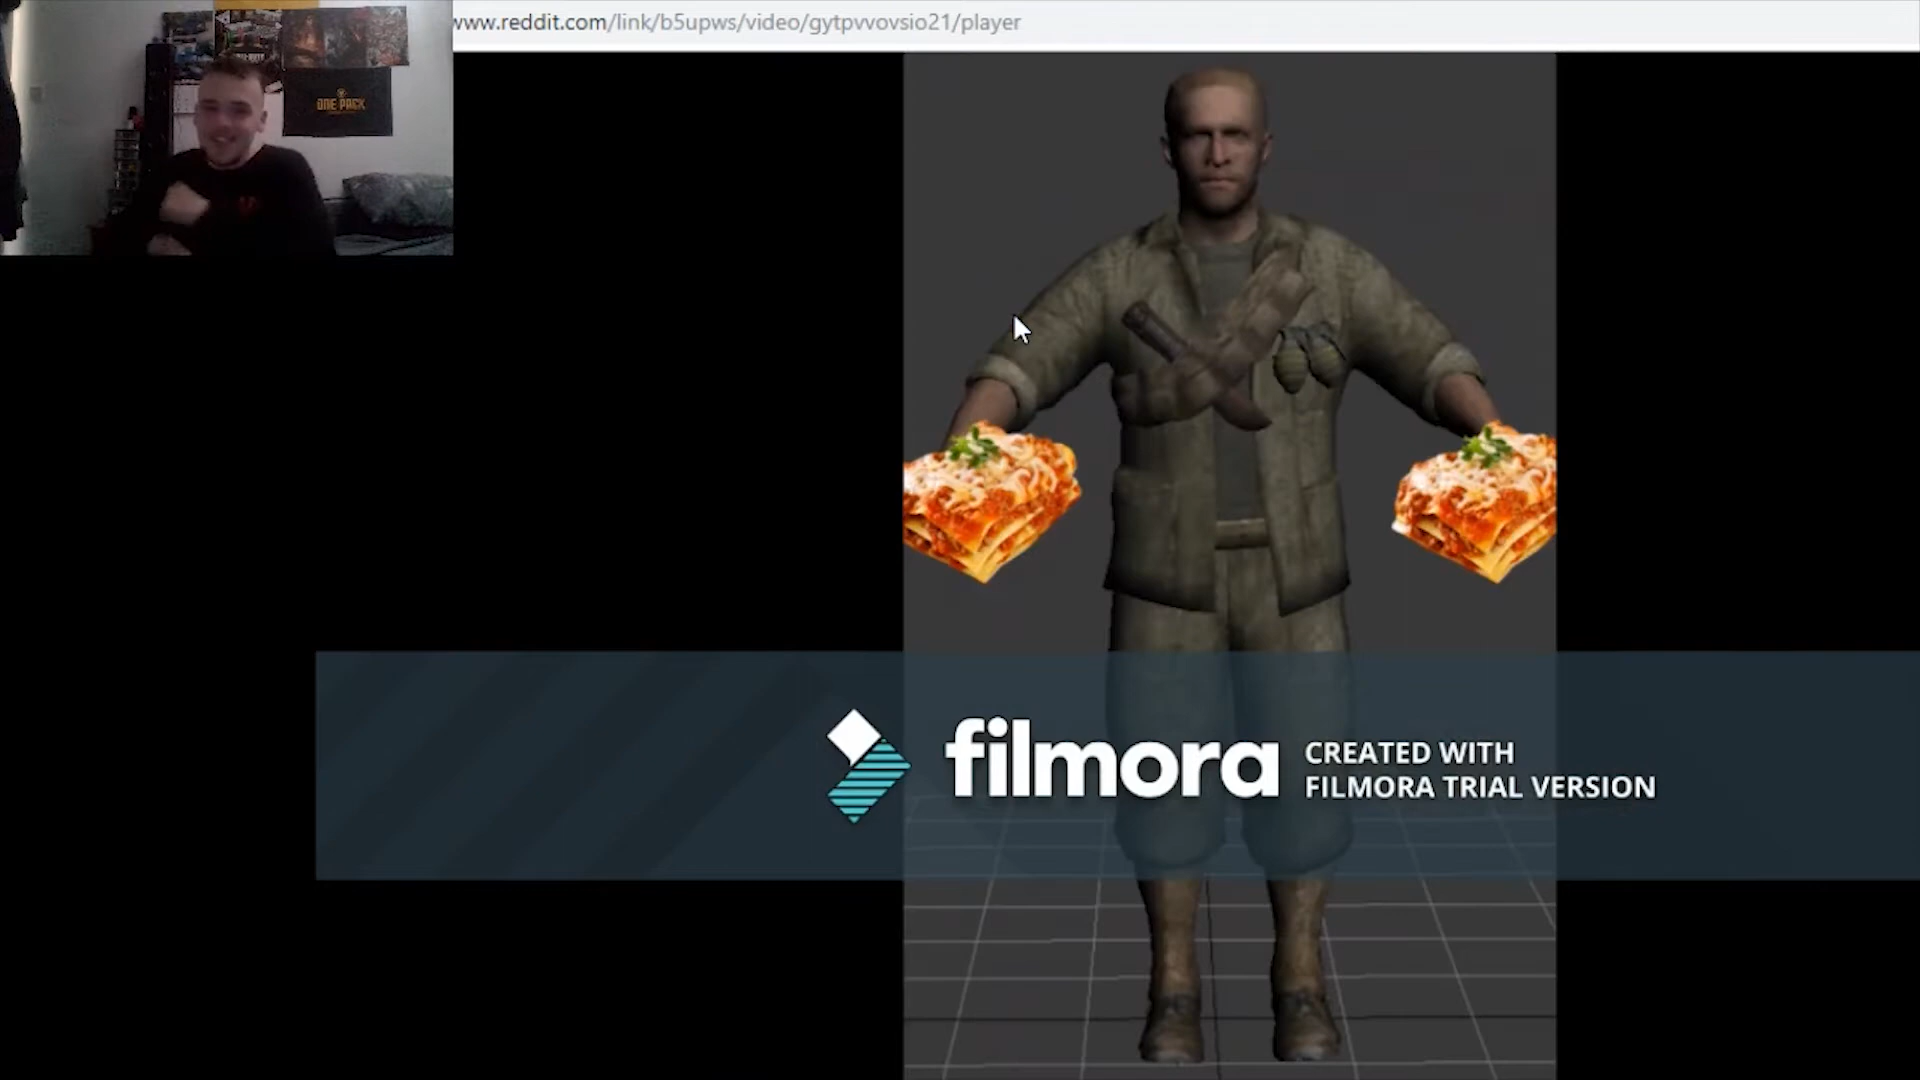 www.reddit.com/link/b5upws/video/gytpvvovsio21/player
ONE PACK
filmora
CREATED WITH
FILMORA TRIAL VERSION